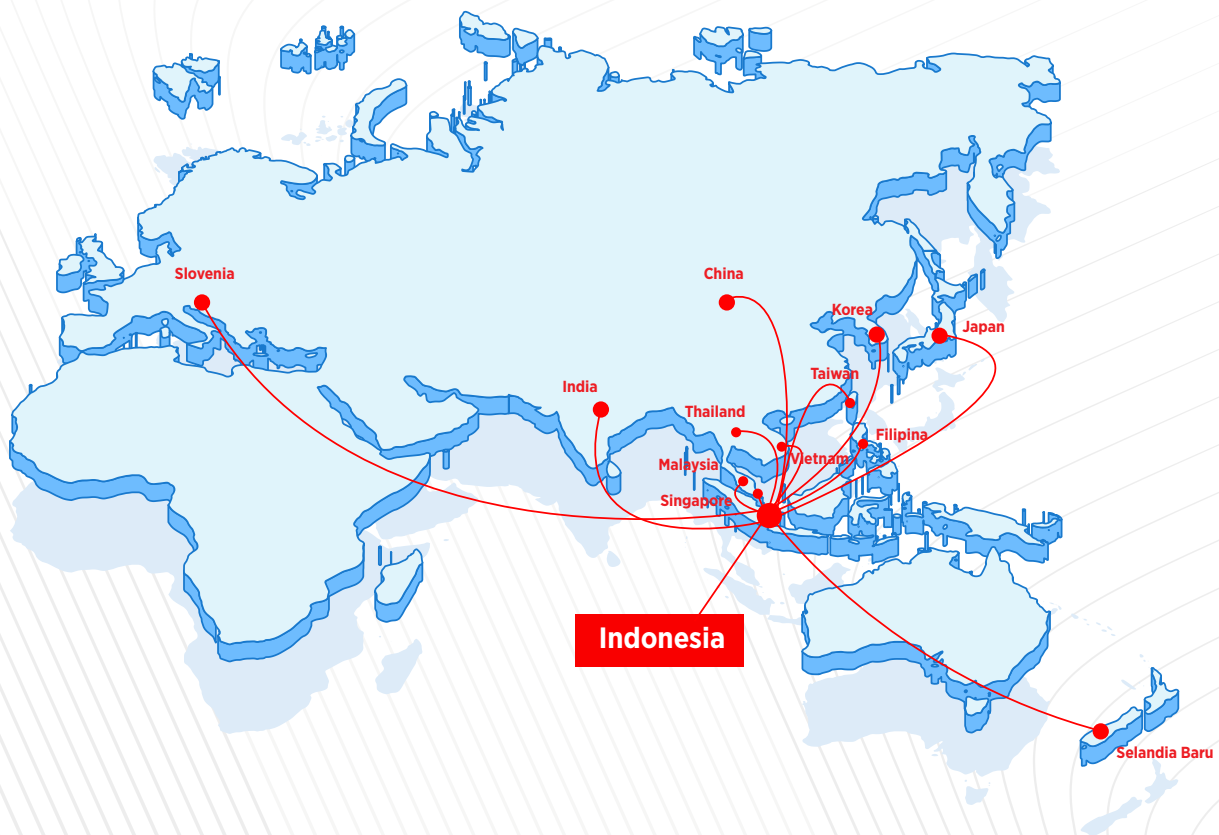 Slovenia
China
Korea
Japan
Taiwan
India
Thailand
Filipina
Vietnam
Malaysia
Singapore
Indonesia
Selandia Baru